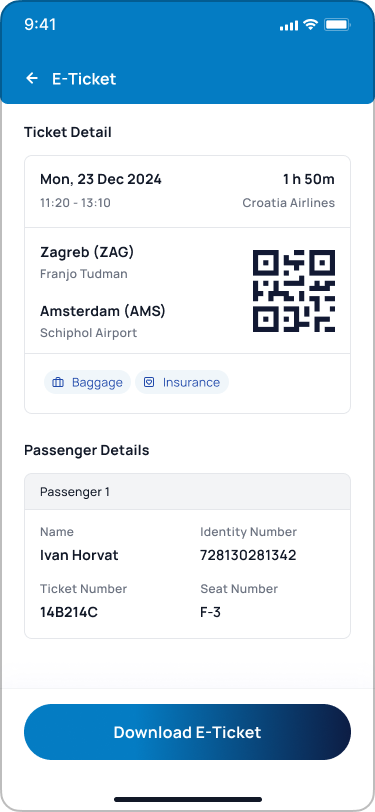 9:41
E-Ticket
Ticket Detail
Mon, 23 Dec 2024 1 h 50m
11:20 - 13:10 Croatia Airlines
Zagreb (ZAG)
Franjo Tudman
Amsterdam (AMS)
Schiphol Airport
Baggage Insurance
Passenger Details
Passenger 1
Name Identity Number
Ivan Horvat 728130281342
Ticket Number Seat Number
14B214C F-3
Download E-Ticket